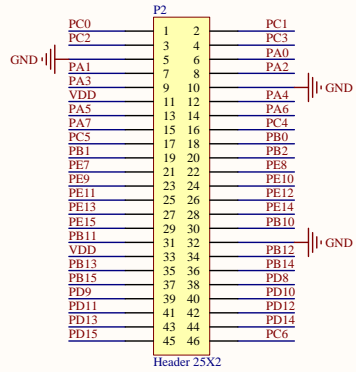 P2
PC0 1 2 PC1
PC2 3 4 PC3
GND 5 6 PA0
PA1 7 8 PA2
PA3 9 10 GND
VDD 11 12 PA4
PA5 13 14 PA6
PA7 15 16 PC4
PC5 17 18 PB0
PB1 19 20 PB2
PE7 21 22 PE8
PE9 23 24 PE10
PE11 25 26 PE12
PE13 27 28 PE14
PE15 29 30 PB10
PB11 31 32 GND
VDD 33 34 PB12
PB13 35 36 PB14
PB15 37 38 PD8
PD9 39 40 PD10
PD11 41 42 PD12
PD13 43 44 PD14
PD15 45 46 PC6
Header 25X2